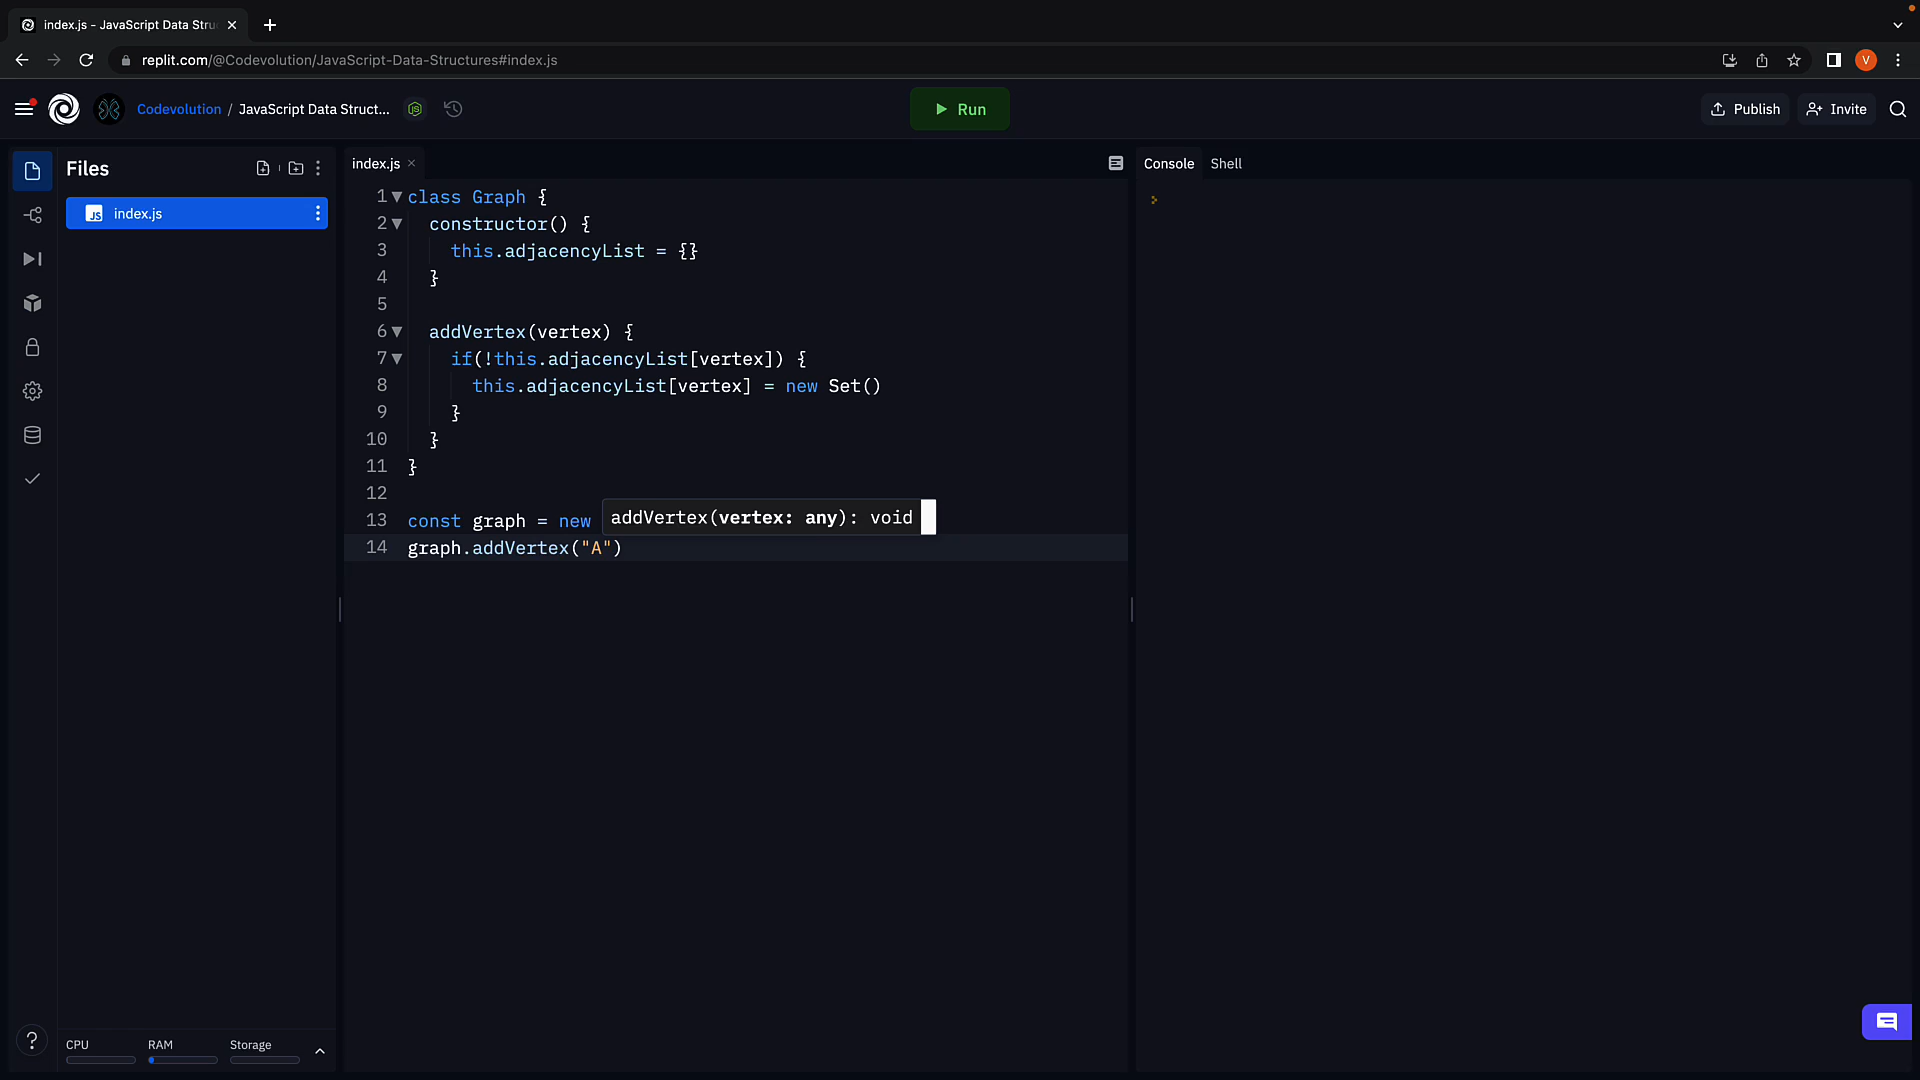 index.js - JavaScript Data Stru
replit.com/@Codevolution/JavaScript-Data-Structures#index.js
V
Codevolution / JavaScript Data Struct...
Run
Publish
Invite
Files
JS index.js
index.js
Console
Shell
1 class Graph {
2 constructor() {
3 this.adjacencyList = {}
4 }
5
6 addVertex(vertex) {
7 if(!this.adjacencyList[vertex]) {
8 this.adjacencyList[vertex] = new Set()
9 }
10 }
11 }
12
13 const graph = new
addVertex(vertex: any): void
14 graph.addVertex("A")
?
CPU
RAM
Storage